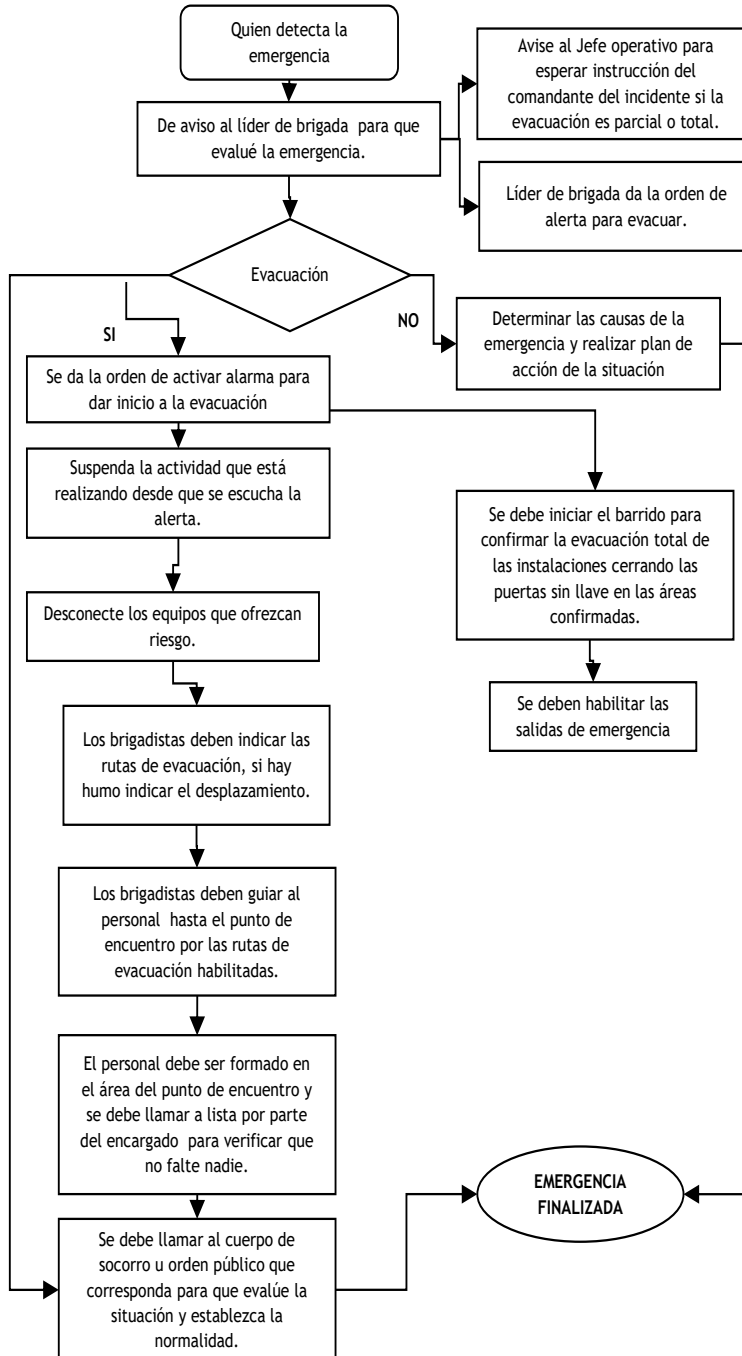 Quien detecta la
emergencia
Avise al Jefe operativo para
esperar instrucción del
comandante del incidente si la
evacuación es parcial o total.
De aviso al líder de brigada para que
evalué la emergencia.
Líder de brigada da la orden de
alerta para evacuar.
Evacuación
SI
NO
Determinar las causas de la
emergencia y realizar plan de
acción de la situación
Se da la orden de activar alarma para
dar inicio a la evacuación
Suspenda la actividad que está
realizando desde que se escucha la
alerta.
Se debe iniciar el barrido para
confirmar la evacuación total de
las instalaciones cerrando las
puertas sin llave en las áreas
confirmadas.
Desconecte los equipos que ofrezcan
riesgo.
Se deben habilitar las
salidas de emergencia
Los brigadistas deben indicar las
rutas de evacuación, si hay
humo indicar el desplazamiento.
Los brigadistas deben guiar al
personal hasta el punto de
encuentro por las rutas de
evacuación habilitadas.
El personal debe ser formado en
el área del punto de encuentro y
se debe llamar a lista por parte
del encargado para verificar que
no falte nadie.
EMERGENCIA
FINALIZADA
Se debe llamar al cuerpo de
socorro u orden público que
corresponda para que evalúe la
situación y establezca la
normalidad.